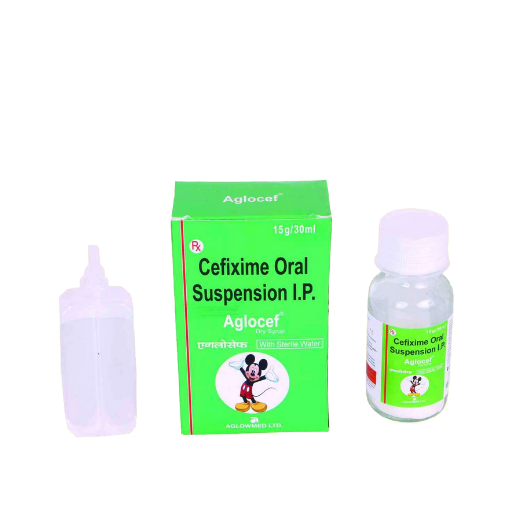 Aglocef
15g/30ml
Rx
Cefixime Oral
Suspension I.P.
Aglocef
Dry Syrup
एग्लोसेफ
With Sterile Water
AGLOWMED LTD.
Rx
Cefixime Oral
Suspension I.P.
Aglocef